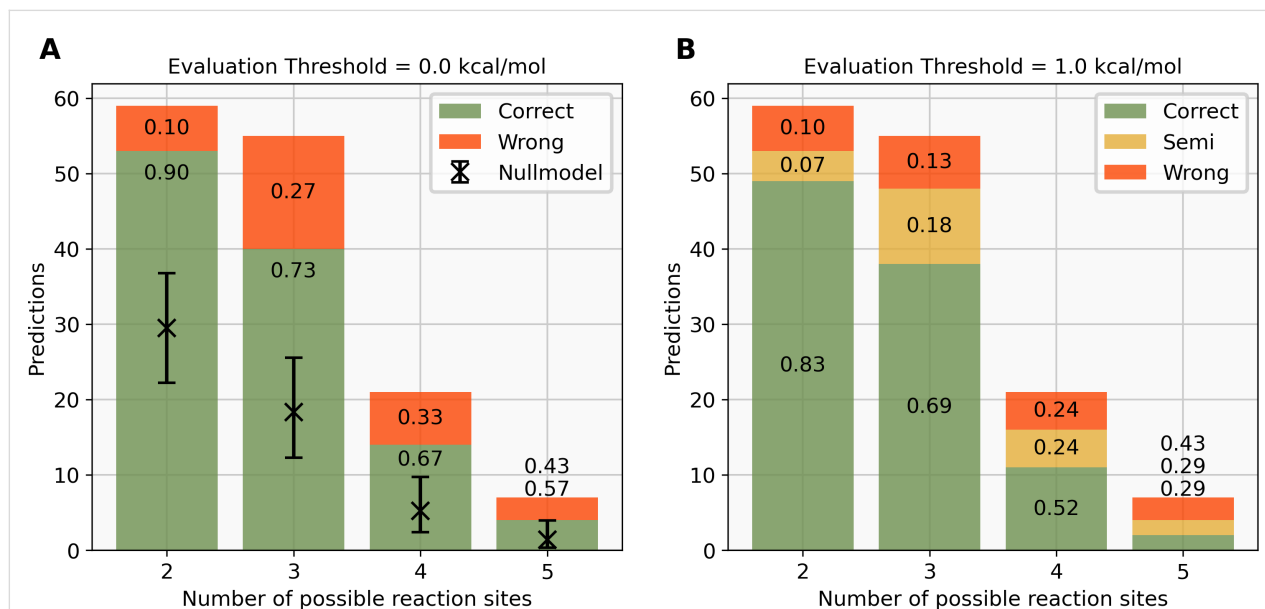 A
Evaluation Threshold = 0.0 kcal/mol
Predictions
60
50
40
30
20
10
0
Correct
Wrong
Nullmodel
0.10
0.90
0.27
0.73
0.33
0.67
0.43
0.57
2 3 4 5
Number of possible reaction sites
B
Evaluation Threshold = 1.0 kcal/mol
Predictions
60
50
40
30
20
10
0
Correct
Semi
Wrong
0.10
0.07
0.83
0.13
0.18
0.69
0.24
0.24
0.52
0.43
0.29
0.29
2 3 4 5
Number of possible reaction sites